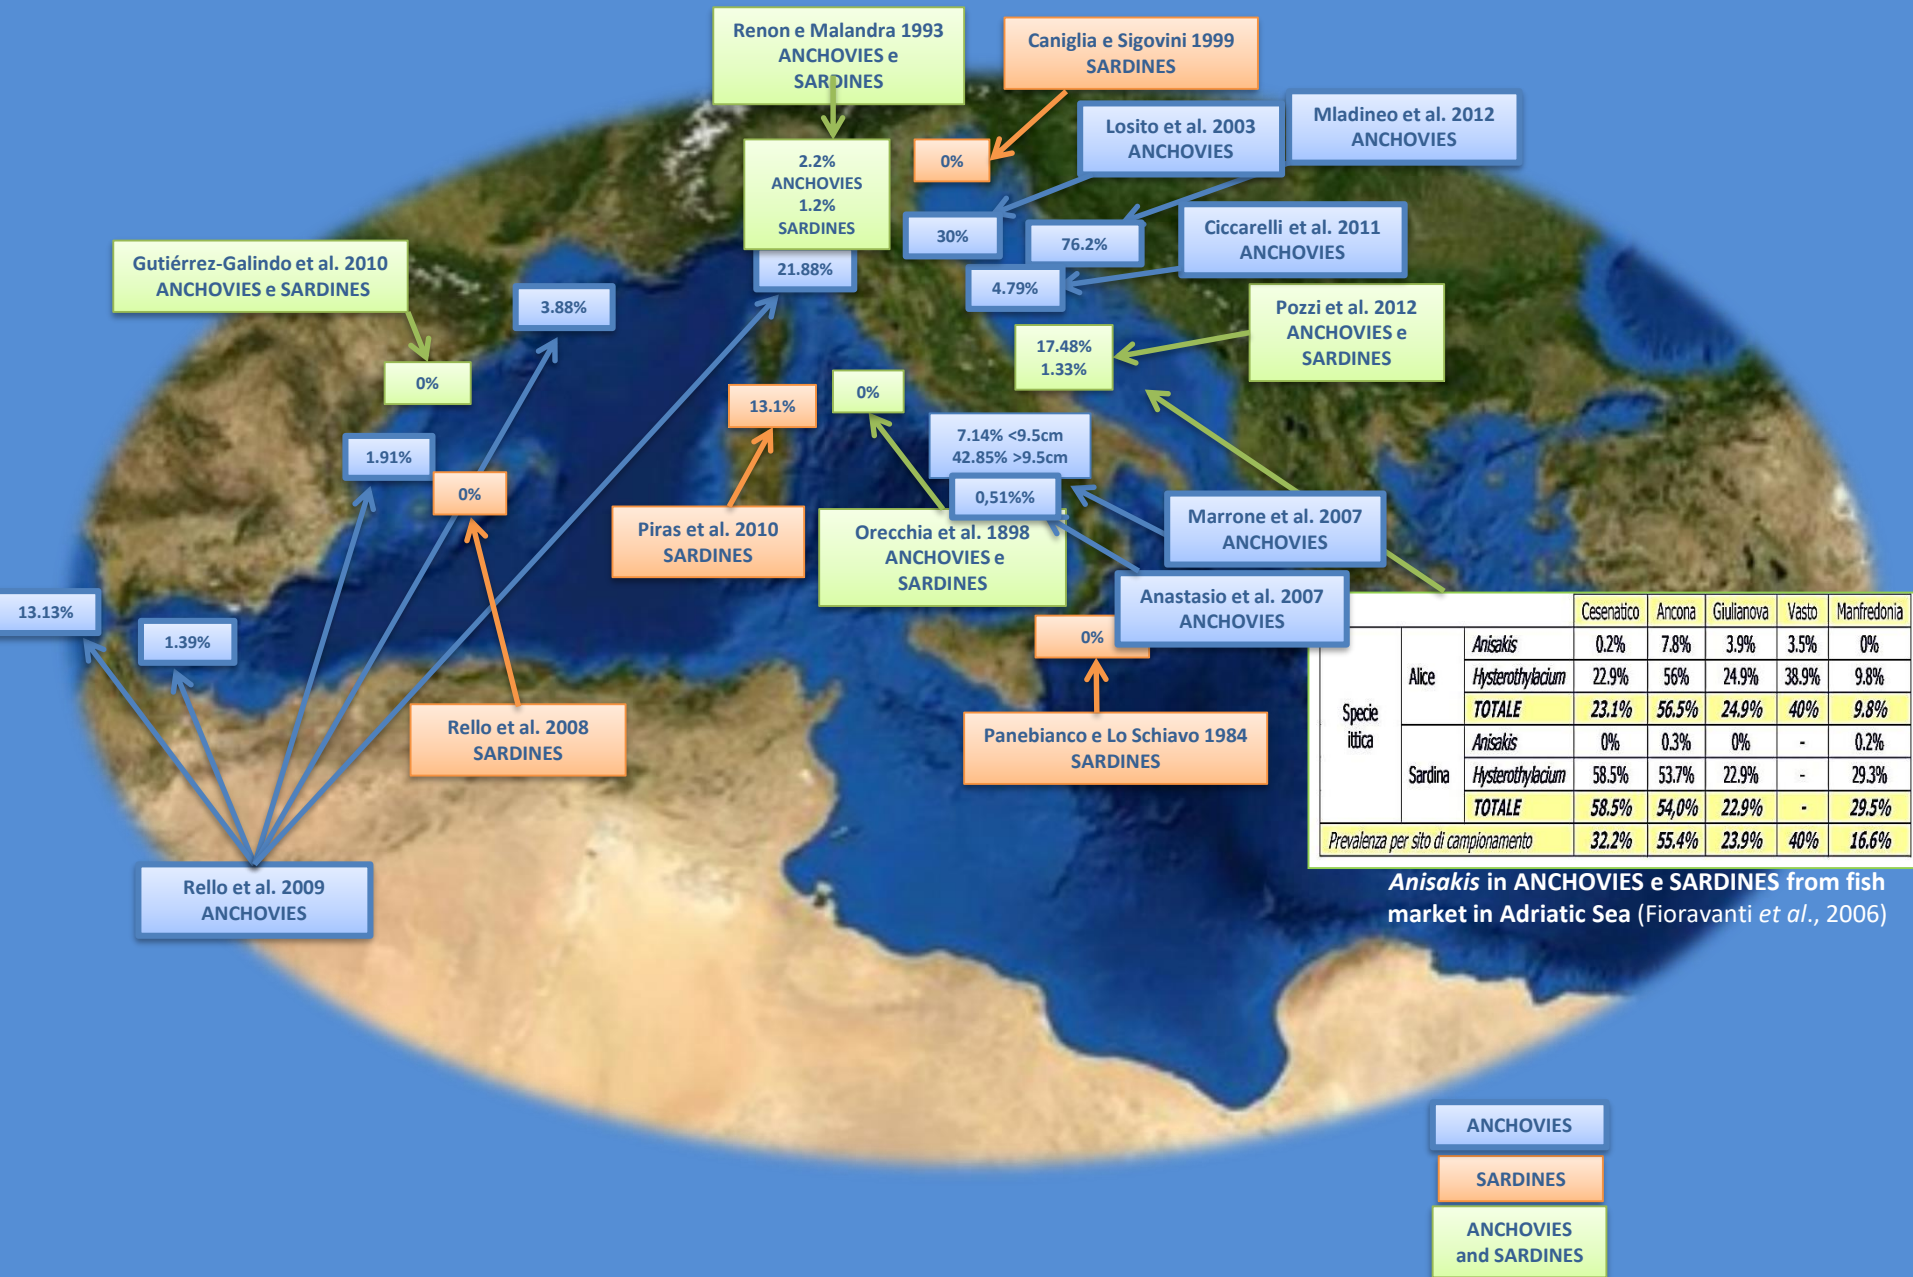 Renon e Malandra 1993
ANCHOVIES e
SARDINES
Caniglia e Sigovini 1999
SARDINES
Losito et al. 2003
ANCHOVIES
Mladineo et al. 2012
ANCHOVIES
2.2%
ANCHOVIES
1.2%
SARDINES
0%
30%
76.2%
Ciccarelli et al. 2011
ANCHOVIES
Gutiérrez-Galindo et al. 2010
ANCHOVIES e SARDINES
21.88%
4.79%
3.88%
Pozzi et al. 2012
ANCHOVIES e
SARDINES
17.48%
1.33%
0%
13.1%
0%
7.14% <9.5cm
42.85% >9.5cm
1.91%
0%
0,51%%
Piras et al. 2010
SARDINES
Orecchia et al. 1898
ANCHOVIES e
SARDINES
Marrone et al. 2007
ANCHOVIES
Anastasio et al. 2007
ANCHOVIES
13.13%
1.39%
0%
Rello et al. 2008
SARDINES
Panebianco e Lo Schiavo 1984
SARDINES
Rello et al. 2009
ANCHOVIES
Cesenatico Ancona Giulianova Vasto Manfredonia
Specie
ittica
Alice
Anisakis 0.2% 7.8% 3.9% 3.5% 0%
Hysterothylacium 22.9% 56% 24.9% 38.9% 9.8%
TOTALE 23.1% 56.5% 24.9% 40% 9.8%
Sardina
Anisakis 0% 0.3% 0% - 0.2%
Hysterothylacium 58.5% 53.7% 22.9% - 29.3%
TOTALE 58.5% 54,0% 22.9% - 29.5%
Prevalenza per sito di campionamento 32.2% 55.4% 23.9% 40% 16.6%
Anisakis in ANCHOVIES e SARDINES from fish
market in Adriatic Sea (Fioravanti et al., 2006)
ANCHOVIES
SARDINES
ANCHOVIES
and SARDINES